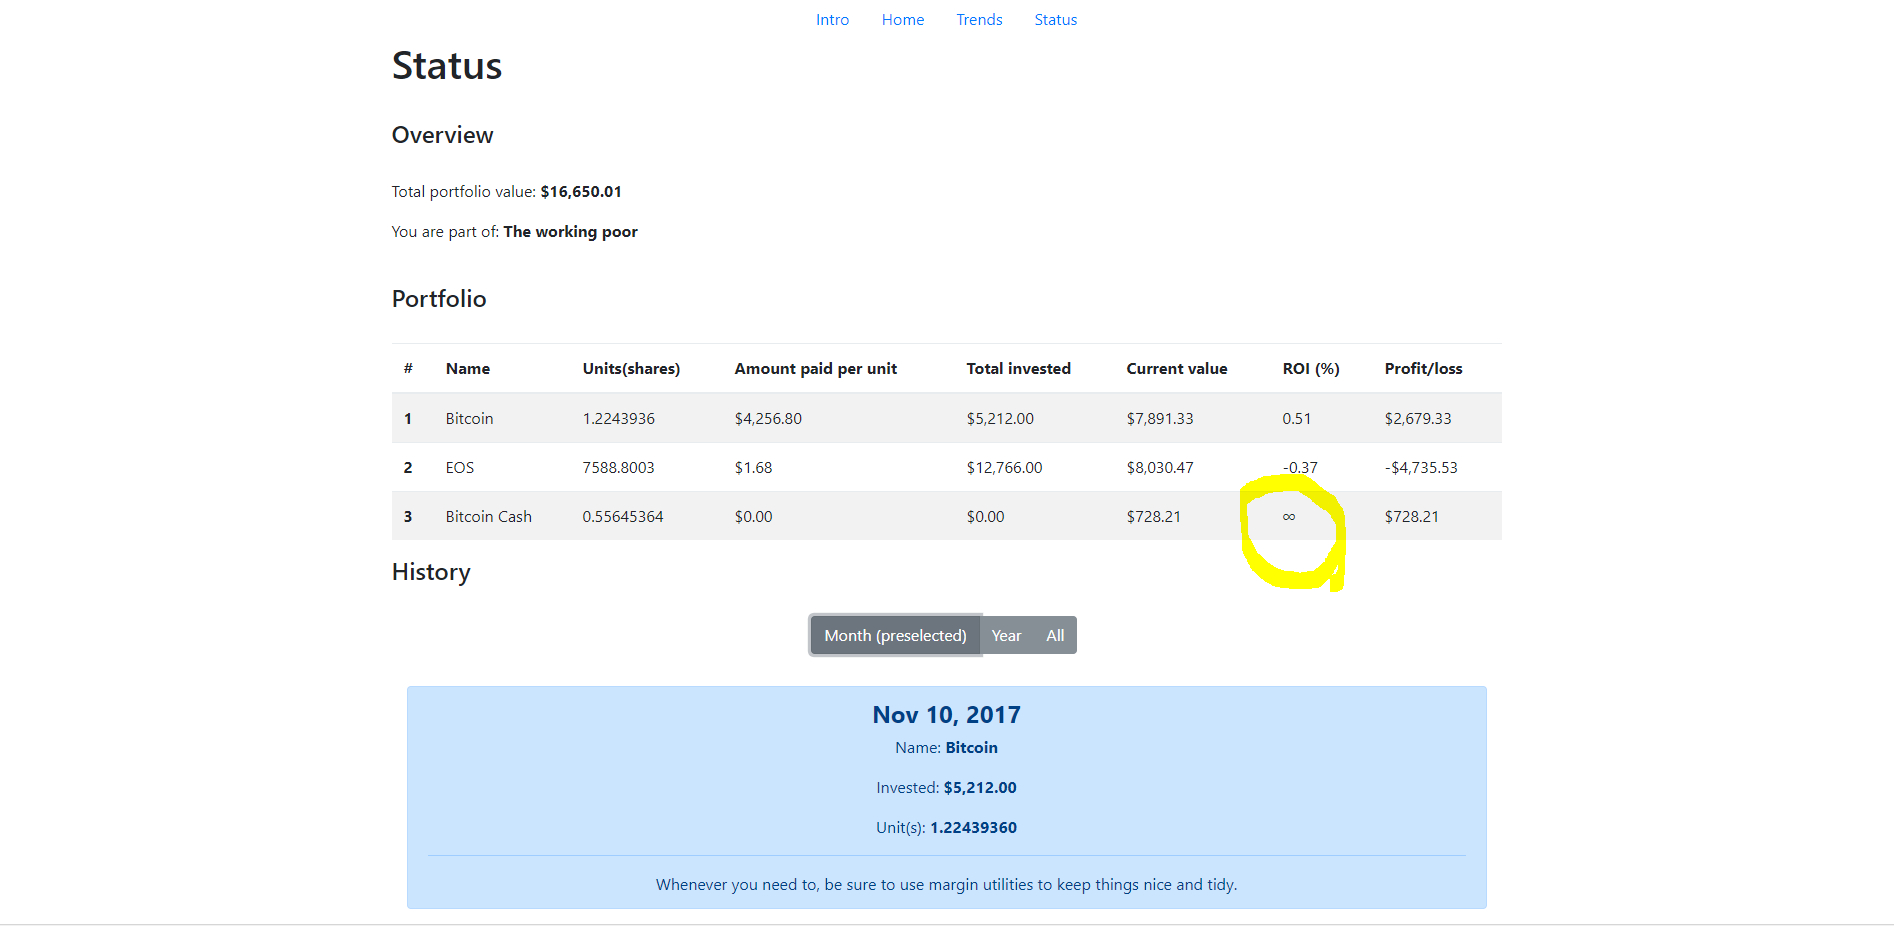 Intro Home Trends Status
Status
Overview
Total portfolio value: $16,650.01
You are part of: The working poor
Portfolio
# Name Units(shares) Amount paid per unit Total invested Current value ROI (%) Profit/loss
1 Bitcoin 1.2243936 $4,256.80 $5,212.00 $7,891.33 0.51 $2,679.33
2 EOS 7588.8003 $1.68 $12,766.00 $8,030.47 -0.37 -$4,735.53
3 Bitcoin Cash 0.55645364 $0.00 $0.00 $728.21 ∞ $728.21
History
Month (preselected) Year All
Nov 10, 2017
Name: Bitcoin
Invested: $5,212.00
Unit(s): 1.22439360
Whenever you need to, be sure to use margin utilities to keep things nice and tidy.